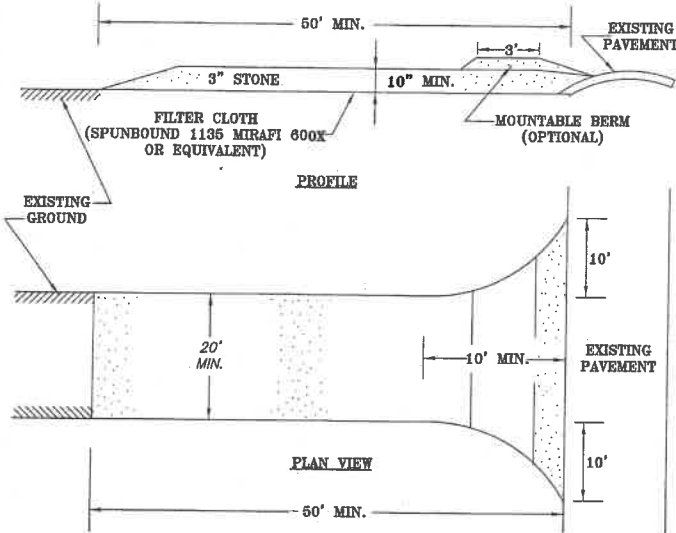 50' MIN.
EXISTING
PAVEMENT
3'
3" STONE
10" MIN.
FILTER CLOTH
(SPUNBOUND 1135 MIRAFI 600X
OR EQUIVALENT)
MOUNTABLE BERM
(OPTIONAL)
PROFILE
EXISTING
GROUND
10'
20'
MIN.
10' MIN.
EXISTING
PAVEMENT
10'
PLAN VIEW
50' MIN.